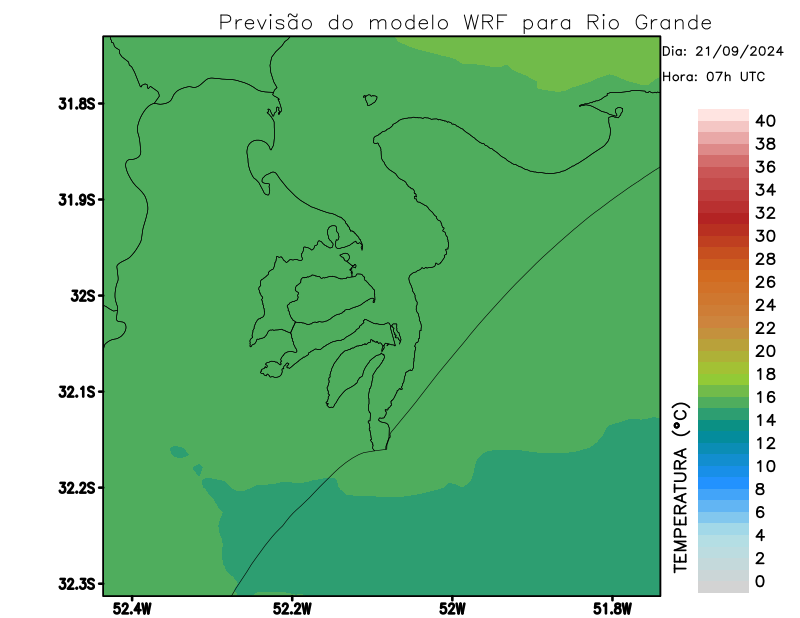 Previsão do modelo WRF para Rio Grande
Dia: 21/09/2024
Hora: 07h UTC
31.8S
31.9S
32S
32.1S
32.2S
32.3S
52.4W
52.2W
52W
51.8W
TEMPERATURA (°C)
40
38
36
34
32
30
28
26
24
22
20
18
16
14
12
10
8
6
4
2
0